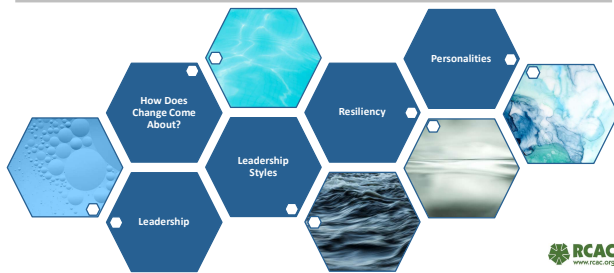 How Does
Change Come
About?
Leadership
Leadership
Styles
Resiliency
Personalities
RCAC
www.rcac.org